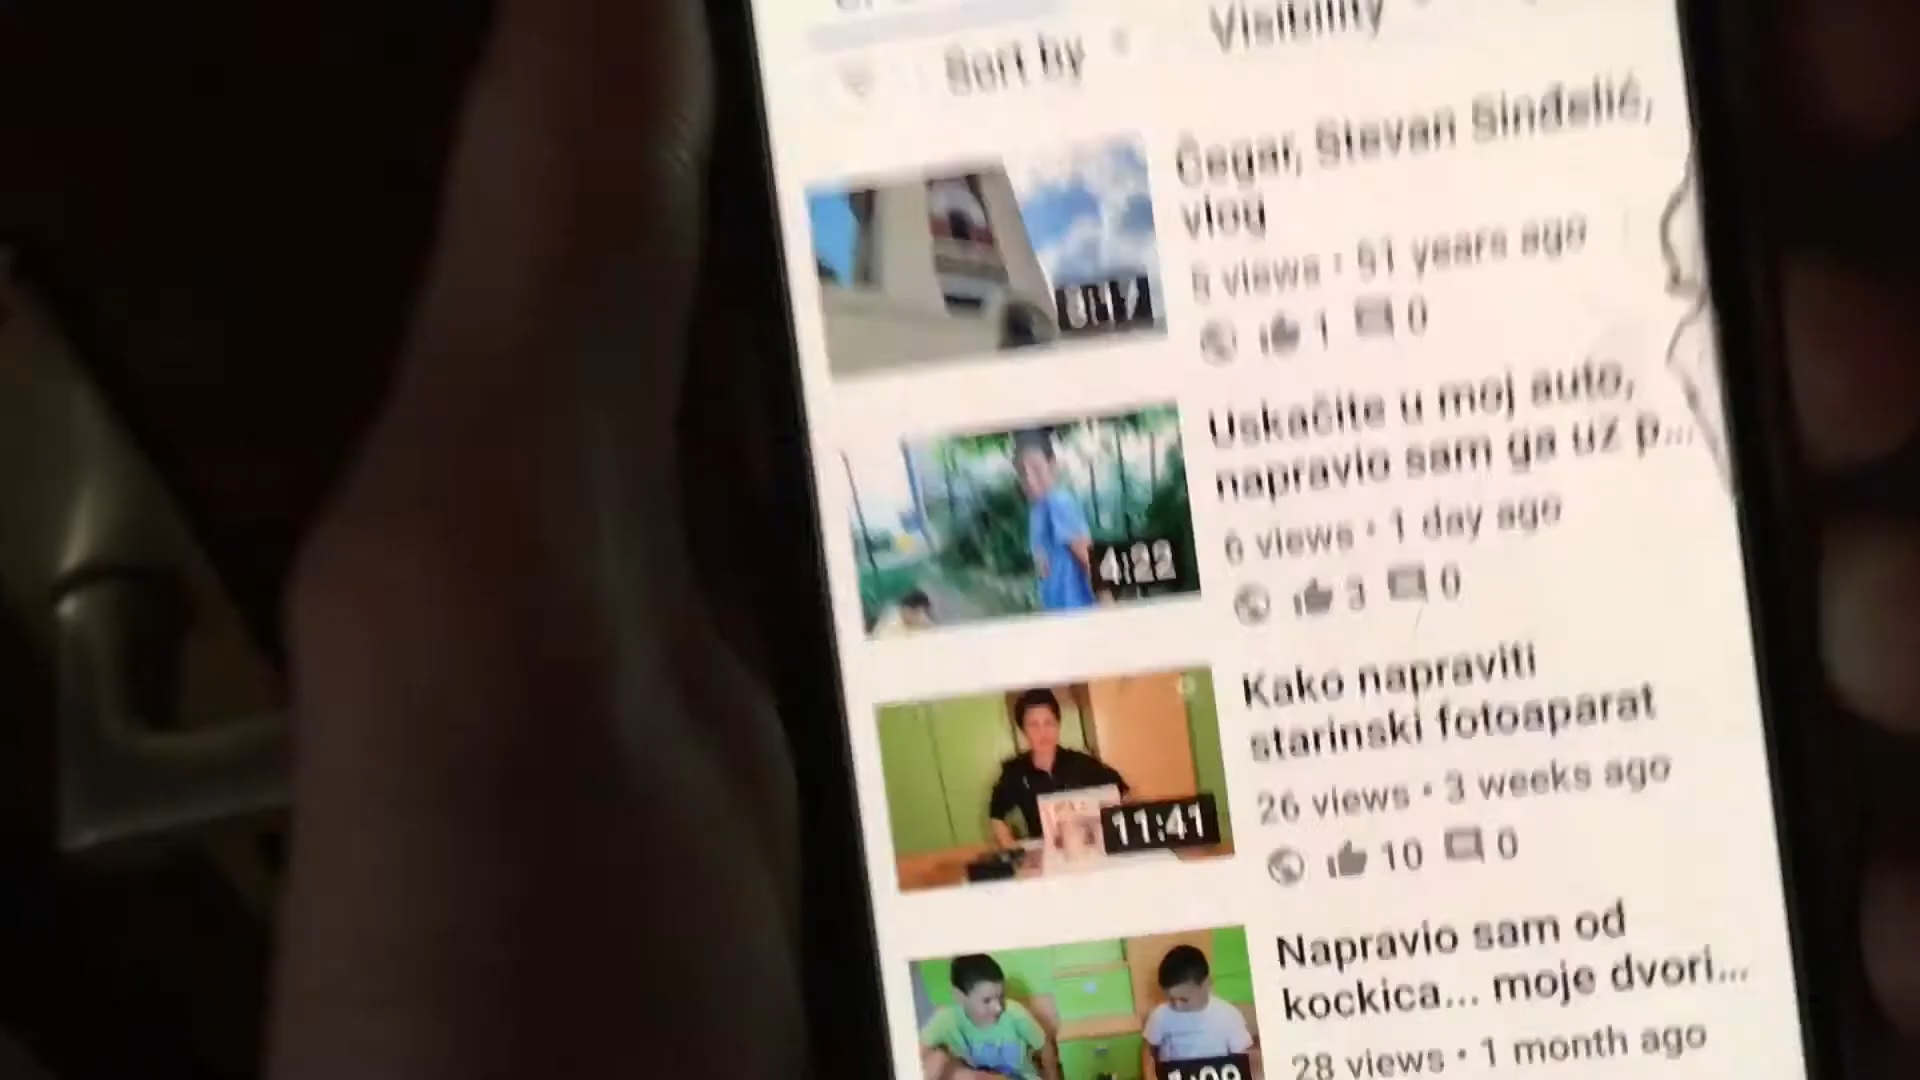 Sort by
Visibility
Čegar, Stevan Sinđelić,
vlog
5 views · 51 years ago
1 0
Uskačite u moj auto,
napravio sam ga uz p...
4:22
6 views · 1 day ago
3 0
Kako napraviti
starinski fotoaparat
11:41
26 views · 3 weeks ago
10 0
Napravio sam od
kockica... moje dvori...
28 views · 1 month ago